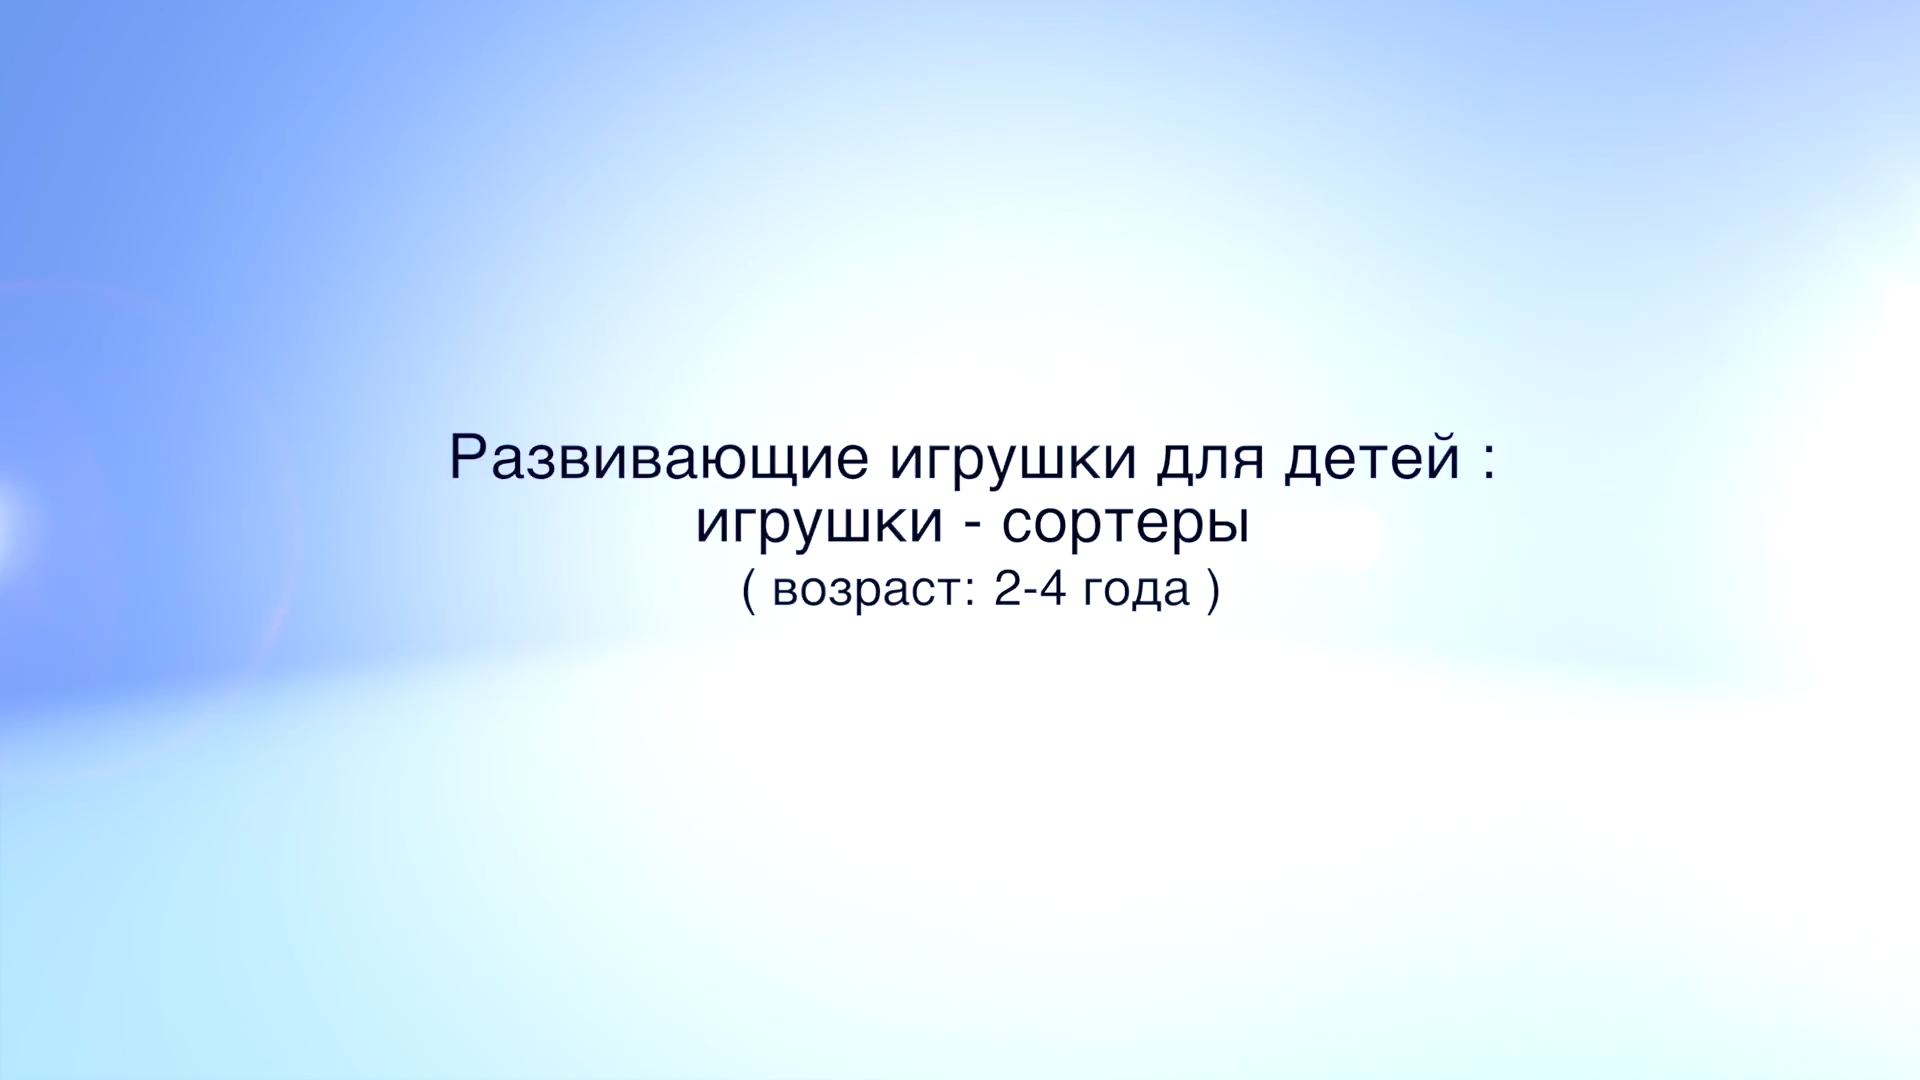 Развивающие игрушки для детей :
игрушки - сортеры
( возраст: 2-4 года )